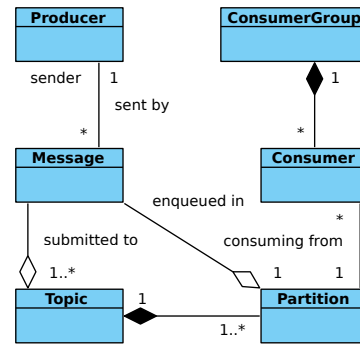 Producer
ConsumerGroup
sender
1
1
sent by
*
*
Message
Consumer
enqueued in
*
submitted to
consuming from
1..*
1
1
Topic
1
Partition
1..*